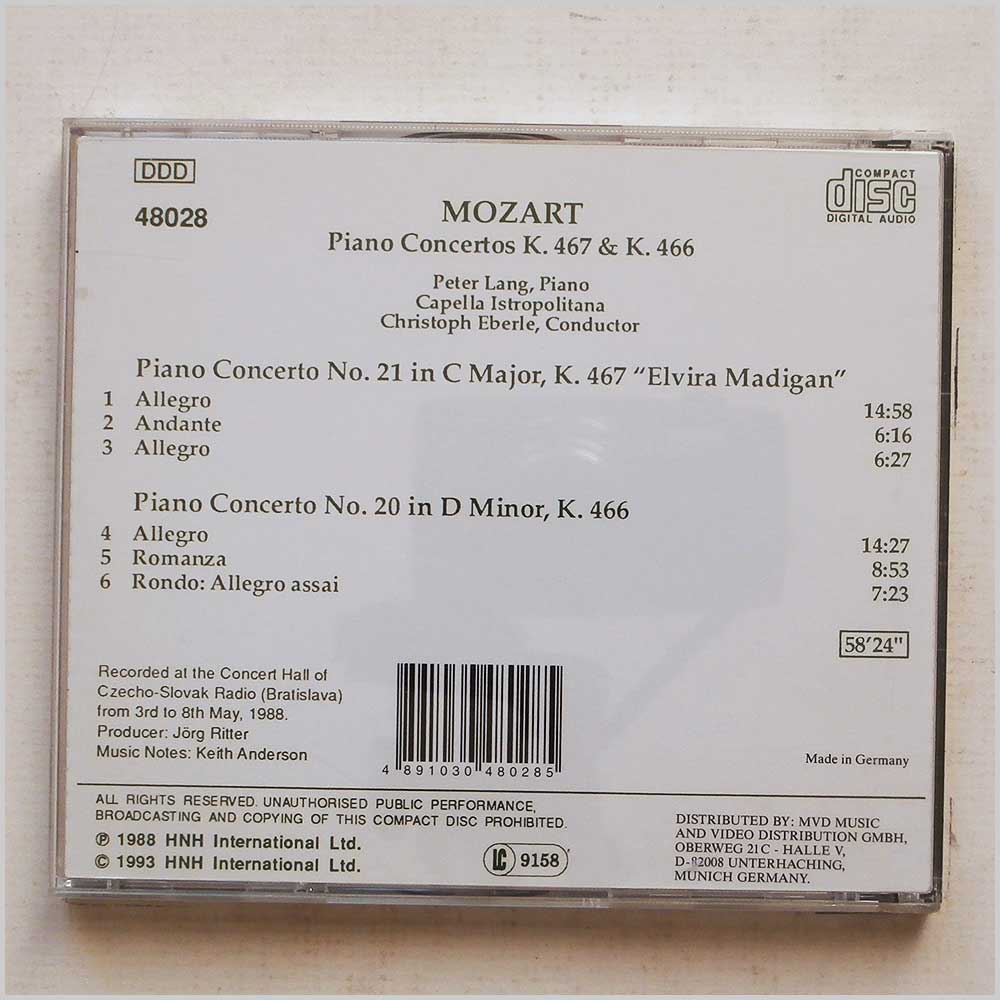 DDD
48028
COMPACT
disc
DIGITAL AUDIO
MOZART
Piano Concertos K. 467 & K. 466
Peter Lang, Piano
Capella Istropolitana
Christoph Eberle, Conductor
Piano Concerto No. 21 in C Major, K. 467 “Elvira Madigan”
1 Allegro 14:58
2 Andante 6:16
3 Allegro 6:27
Piano Concerto No. 20 in D Minor, K. 466
4 Allegro 14:27
5 Romanza 8:53
6 Rondo: Allegro assai 7:23
58′24″
Recorded at the Concert Hall of
Czecho-Slovak Radio (Bratislava)
from 3rd to 8th May, 1988.
Producer: Jörg Ritter
Music Notes: Keith Anderson
4 891030 480285
Made in Germany
ALL RIGHTS RESERVED. UNAUTHORISED PUBLIC PERFORMANCE,
BROADCASTING AND COPYING OF THIS COMPACT DISC PROHIBITED.
℗ 1988 HNH International Ltd.
© 1993 HNH International Ltd.
LC 9158
DISTRIBUTED BY: MVD MUSIC
AND VIDEO DISTRIBUTION GMBH,
OBERWEG 21C - HALLE V,
D-82008 UNTERHACHING,
MUNICH GERMANY.